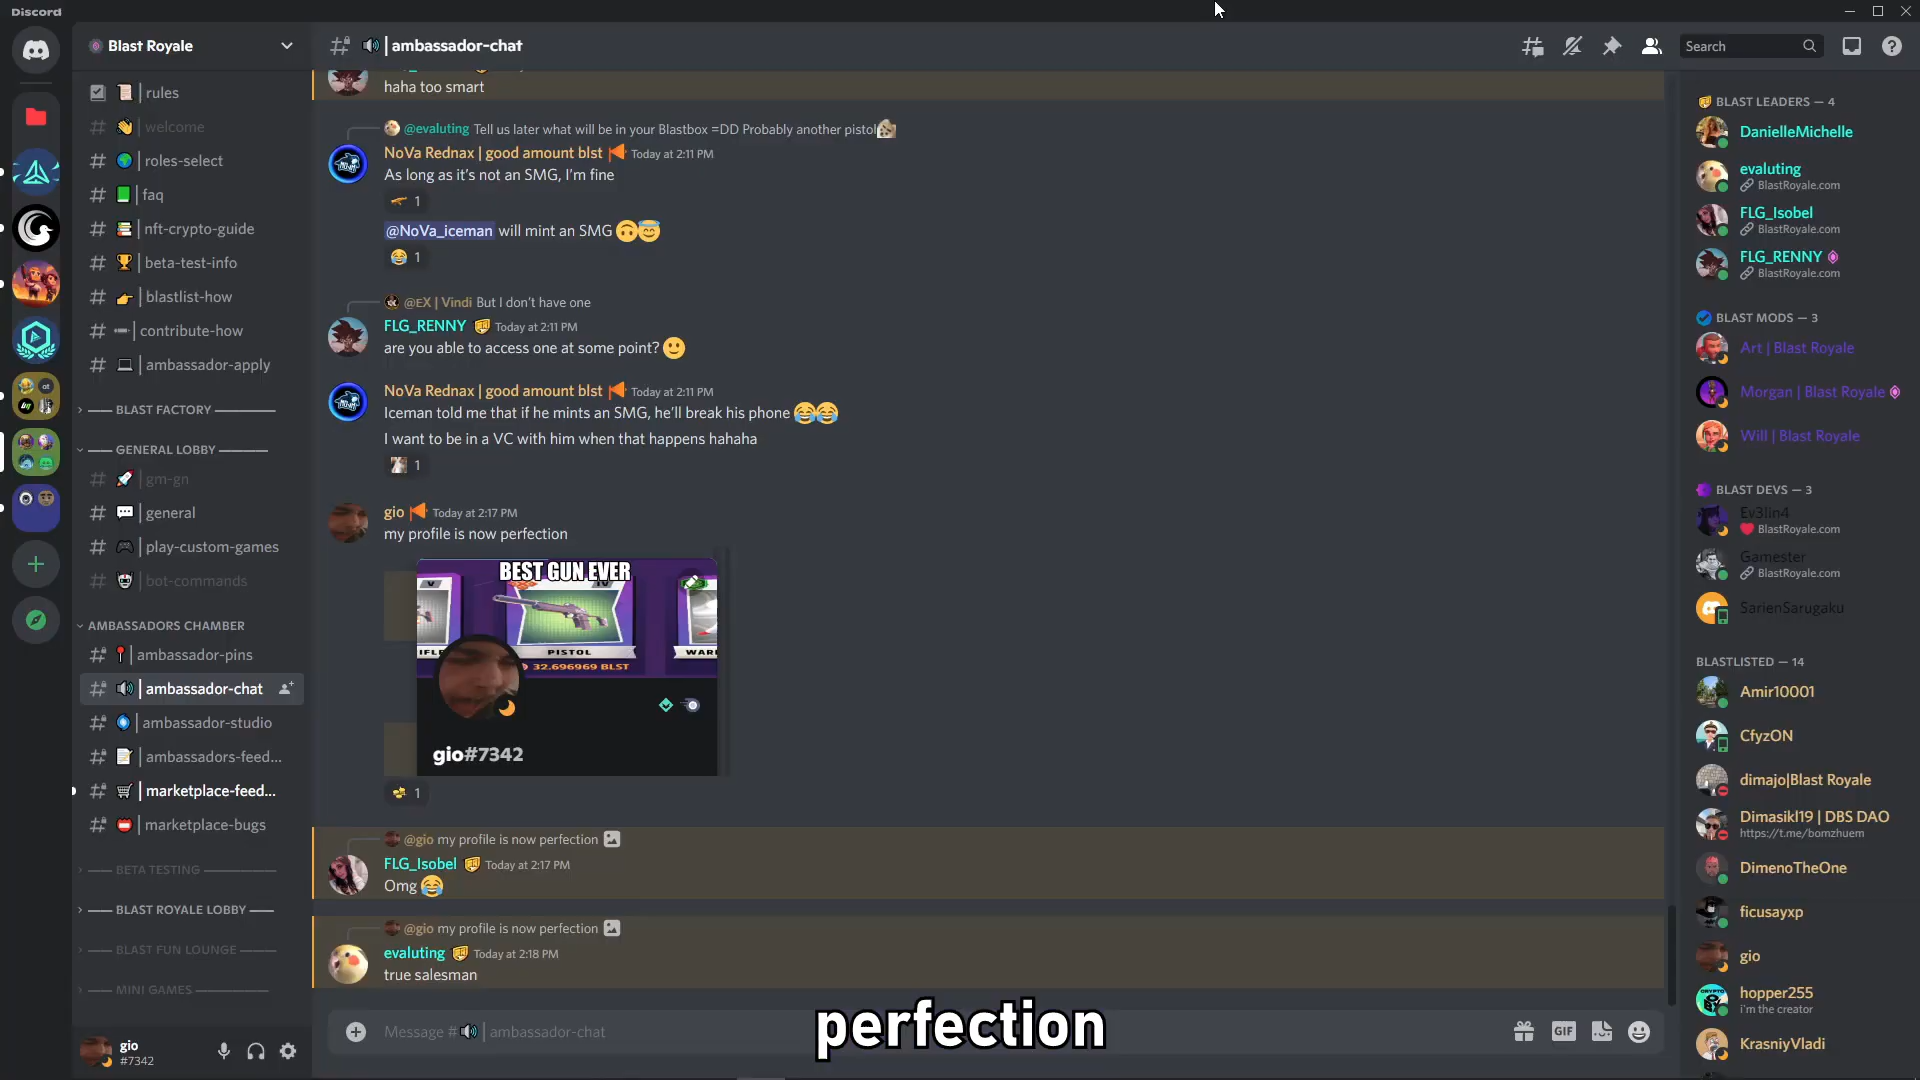 Discord
Blast Royale
rules
welcome
roles-select
faq
nft-crypto-guide
beta-test-info
blastlist-how
contribute-how
ambassador-apply
BLAST FACTORY
GENERAL LOBBY
gm-gn
general
play-custom-games
bot-commands
AMBASSADORS CHAMBER
ambassador-pins
ambassador-chat
ambassador-studio
ambassadors-feed...
marketplace-feed...
marketplace-bugs
BETA TESTING
BLAST ROYALE LOBBY
BLAST FUN LOUNGE
MINI GAMES
gio
#7342
ambassador-chat
Search
haha too smart
@evaluting Tell us later what will be in your Blastbox =DD Probably another pistol
NoVa Rednax | good amount blst Today at 2:11 PM
As long as it's not an SMG, I'm fine
1
@NoVa_iceman will mint an SMG 🙃😇
😂 1
@EX | Vindi But I don't have one
FLG_RENNY Today at 2:11 PM
are you able to access one at some point? 🙂
NoVa Rednax | good amount blst Today at 2:11 PM
Iceman told me that if he mints an SMG, he'll break his phone 😂😂
I want to be in a VC with him when that happens hahaha
1
gio Today at 2:17 PM
my profile is now perfection
BEST GUN EVER
PISTOL
32.696969 BLST
WAR
gio#7342
1
@gio my profile is now perfection
FLG_Isobel Today at 2:17 PM
Omg 😂
@gio my profile is now perfection
evaluting Today at 2:18 PM
true salesman
Message # 🔊 | ambassador-chat
GIF
perfection
BLAST LEADERS — 4
DanielleMichelle
evaluting
BlastRoyale.com
FLG_Isobel
BlastRoyale.com
FLG_RENNY
BlastRoyale.com
BLAST MODS — 3
Art | Blast Royale
Morgan | Blast Royale
Will | Blast Royale
BLAST DEVS — 3
Ev3lin4
BlastRoyale.com
Gamester
BlastRoyale.com
SarienSarugaku
BLASTLISTED — 14
Amir10001
CfyzON
dimajo|Blast Royale
Dimasikl19 | DBS DAO
https://t.me/bomzhuem
DimenoTheOne
ficusayxp
gio
hopper255
i'm the creator
KrasniyVladi